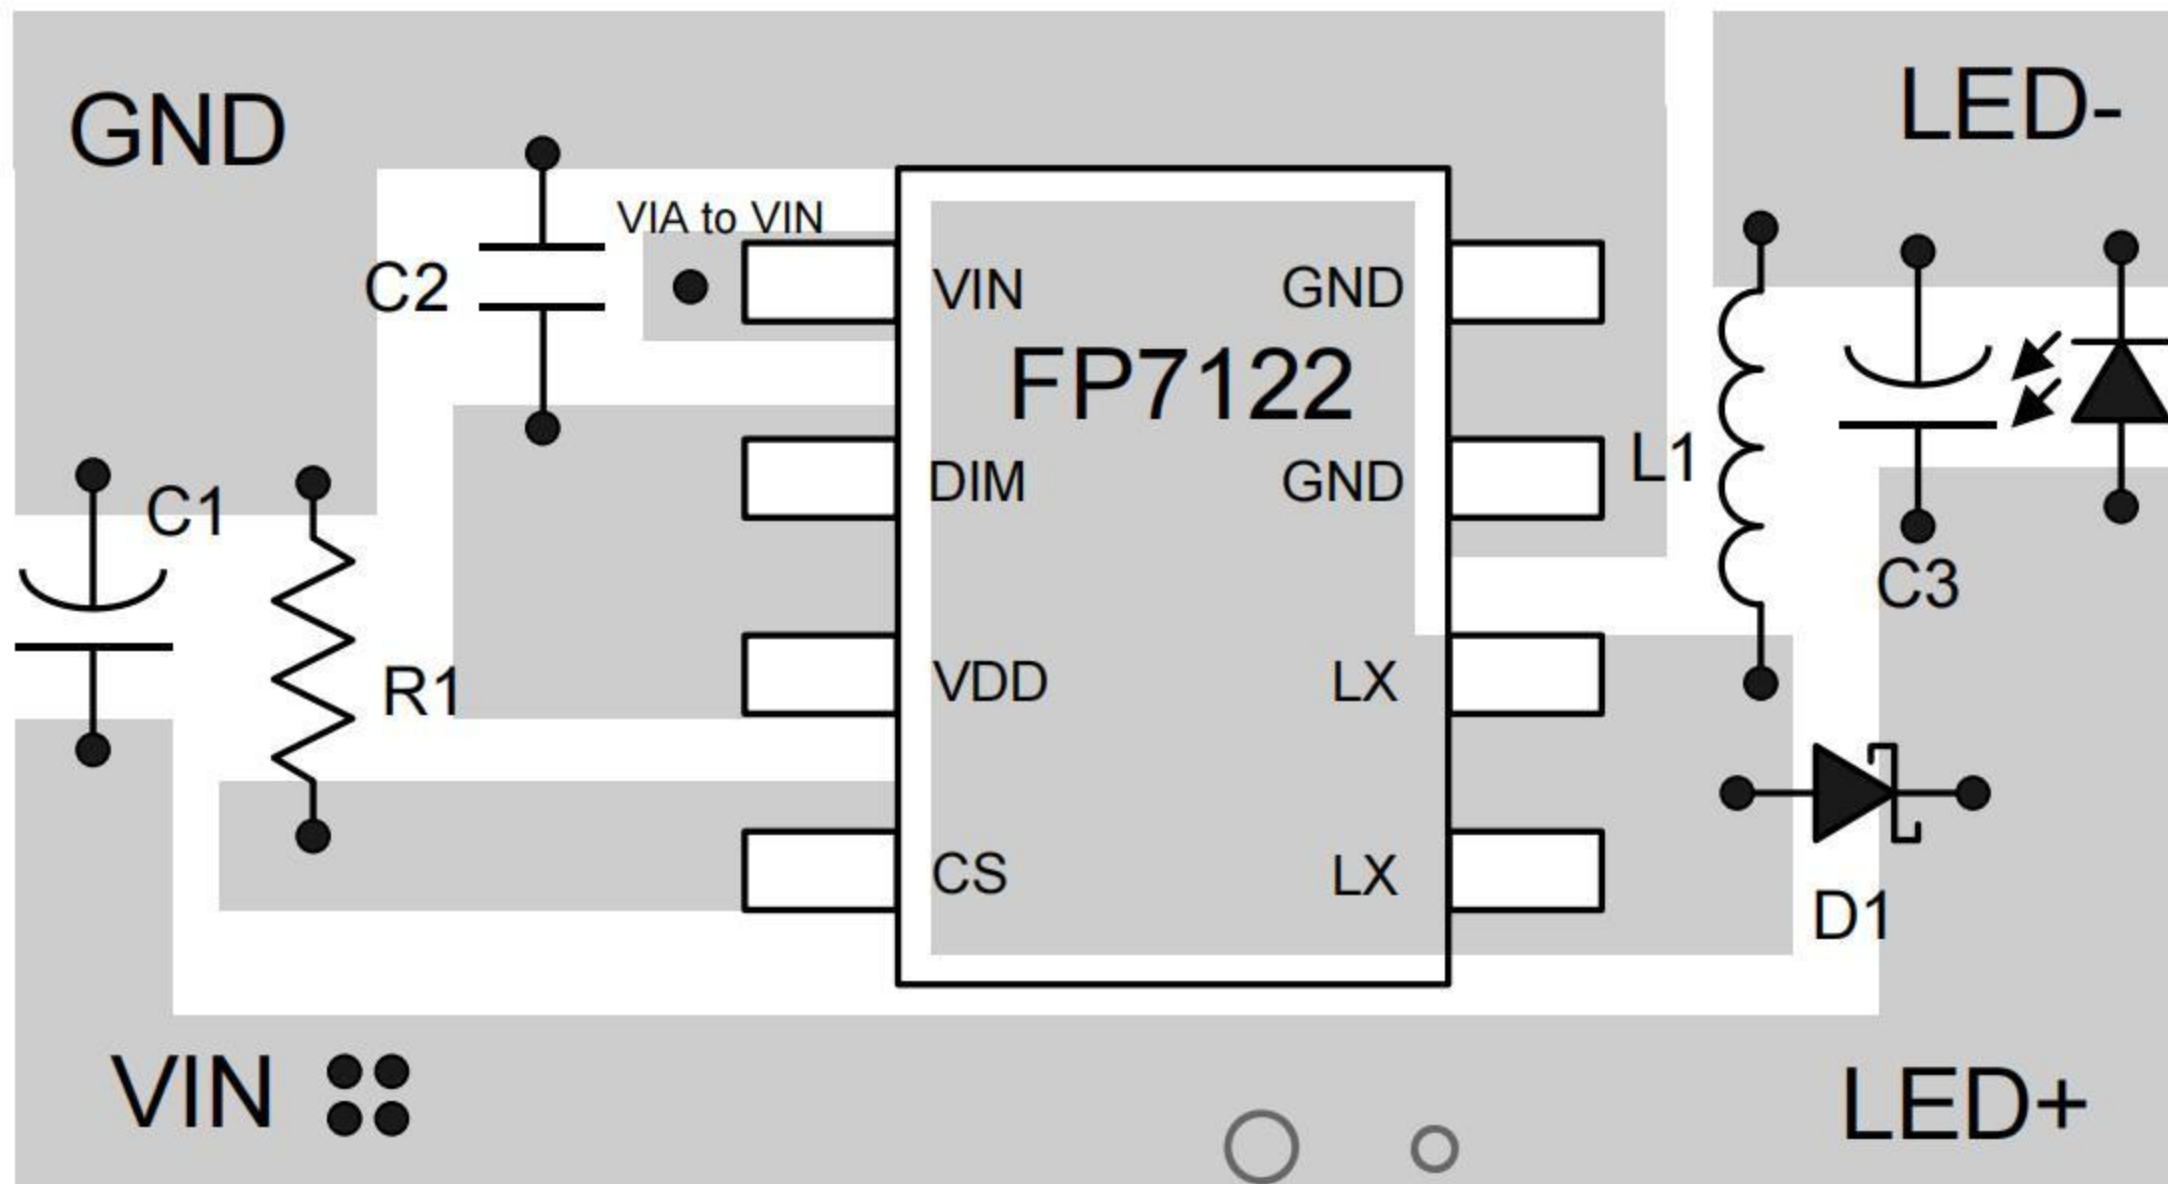 GND
LED-
VIA to VIN
C2
VIN
GND
FP7122
DIM
GND
L1
C1
C3
R1
VDD
LX
CS
LX
D1
VIN
LED+